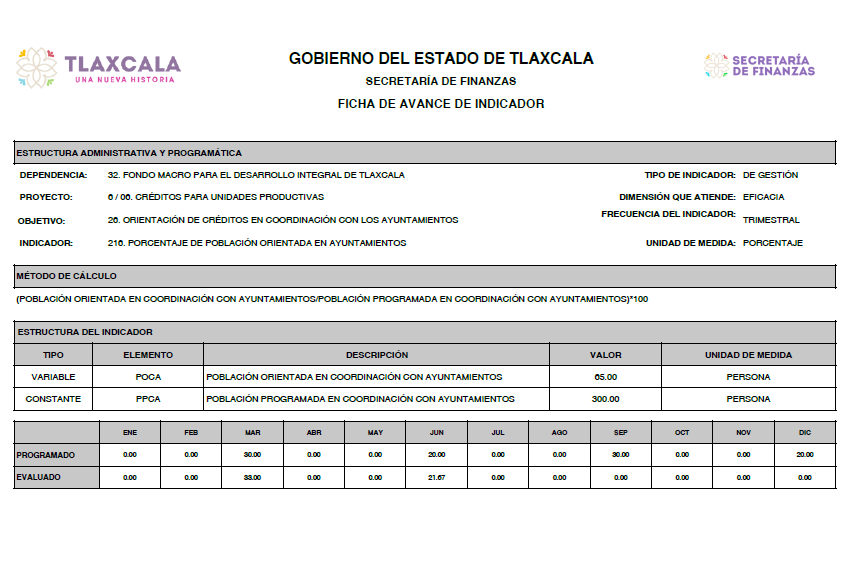 TLAXCALA
UNA NUEVA HISTORIA
GOBIERNO DEL ESTADO DE TLAXCALA
SECRETARÍA DE FINANZAS
FICHA DE AVANCE DE INDICADOR
SECRETARÍA
DE FINANZAS
ESTRUCTURA ADMINISTRATIVA Y PROGRAMÁTICA
DEPENDENCIA: 32. FONDO MACRO PARA EL DESARROLLO INTEGRAL DE TLAXCALA TIPO DE INDICADOR: DE GESTIÓN
PROYECTO: 6 / 06. CRÉDITOS PARA UNIDADES PRODUCTIVAS DIMENSIÓN QUE ATIENDE: EFICACIA
OBJETIVO: 26. ORIENTACIÓN DE CRÉDITOS EN COORDINACIÓN CON LOS AYUNTAMIENTOS FRECUENCIA DEL INDICADOR: TRIMESTRAL
INDICADOR: 216. PORCENTAJE DE POBLACIÓN ORIENTADA EN AYUNTAMIENTOS UNIDAD DE MEDIDA: PORCENTAJE
MÉTODO DE CÁLCULO
(POBLACIÓN ORIENTADA EN COORDINACIÓN CON AYUNTAMIENTOS/POBLACIÓN PROGRAMADA EN COORDINACIÓN CON AYUNTAMIENTOS)*100
ESTRUCTURA DEL INDICADOR
TIPO ELEMENTO DESCRIPCIÓN VALOR UNIDAD DE MEDIDA
VARIABLE POCA POBLACIÓN ORIENTADA EN COORDINACIÓN CON AYUNTAMIENTOS 65.00 PERSONA
CONSTANTE PPCA POBLACIÓN PROGRAMADA EN COORDINACIÓN CON AYUNTAMIENTOS 300.00 PERSONA
ENE FEB MAR ABR MAY JUN JUL AGO SEP OCT NOV DIC
PROGRAMADO 0.00 0.00 30.00 0.00 0.00 20.00 0.00 0.00 30.00 0.00 0.00 20.00
EVALUADO 0.00 0.00 33.00 0.00 0.00 21.67 0.00 0.00 0.00 0.00 0.00 0.00